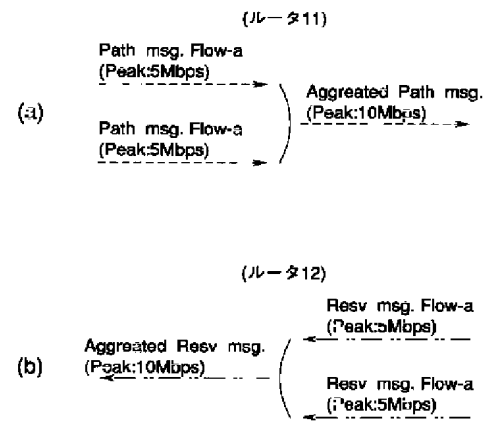 (ルータ11)
Path msg. Flow-a
(Peak:5Mbps)
Aggreated Path msg.
(Peak:10Mbps)
(a)
Path msg. Flow-a
(Peak:5Mbps)
(ルータ12)
Resv msg. Flow-a
(Peak:5Mbps)
Aggreated Resv msg.
(Peak:10Mbps)
(b)
Resv msg. Flow-a
(Peak:5Mbps)